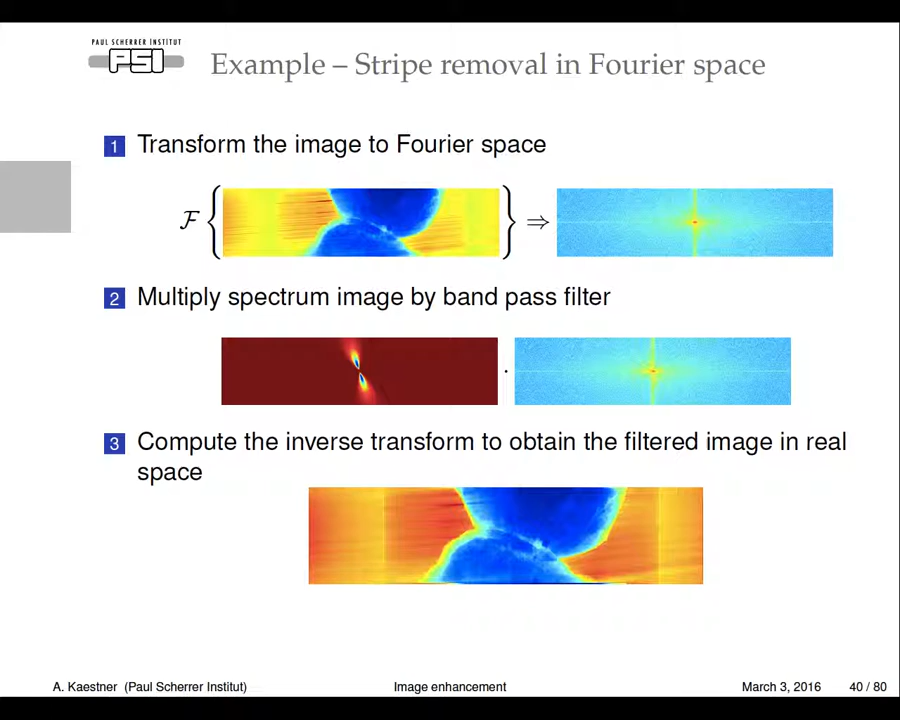 PAUL SCHERRER INSTITUT
PSI
Example – Stripe removal in Fourier space
1 Transform the image to Fourier space
ℱ { } ⇒
2 Multiply spectrum image by band pass filter
·
3 Compute the inverse transform to obtain the filtered image in real
space
A. Kaestner (Paul Scherrer Institut) Image enhancement March 3, 2016 40 / 80